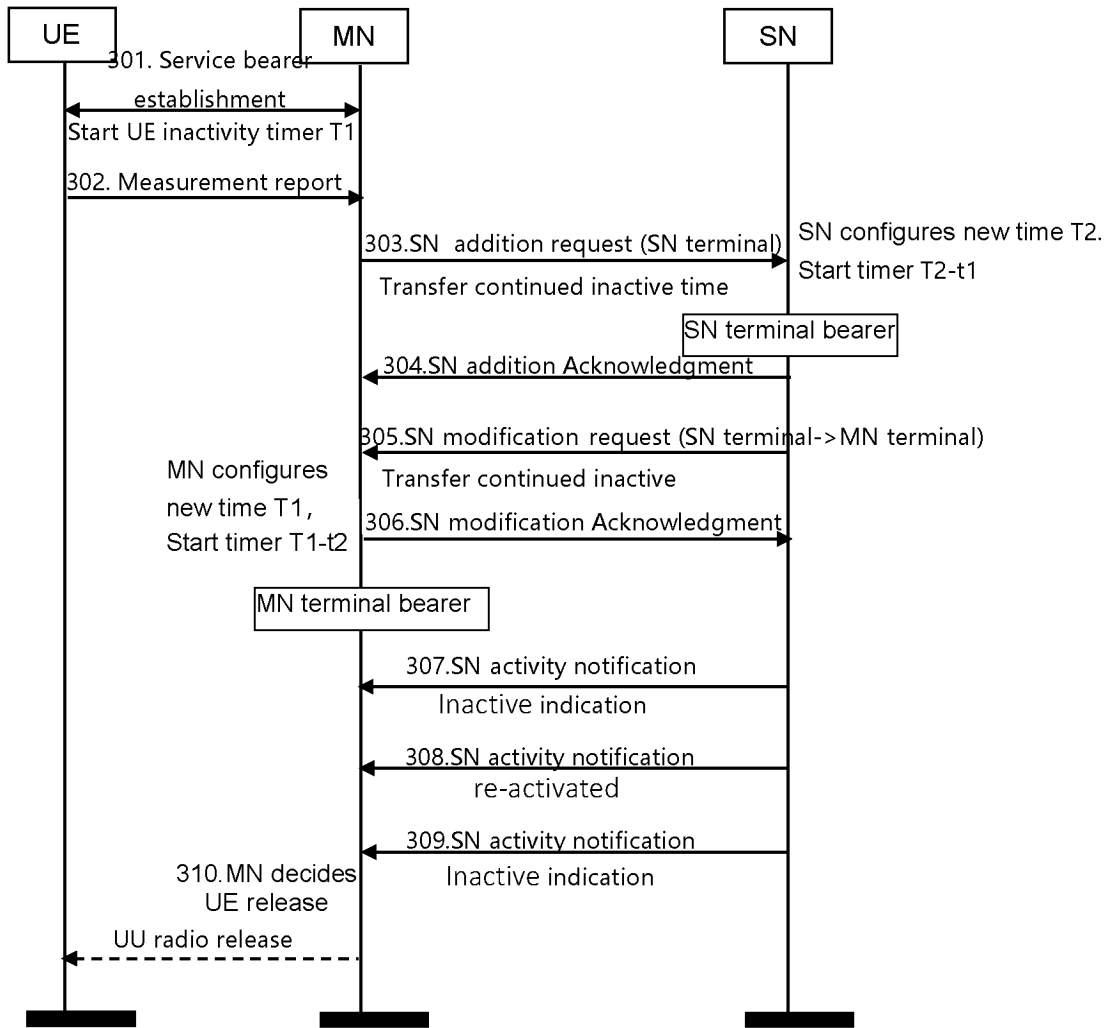 UE
MN
SN
301. Service bearer
establishment
Start UE inactivity timer T1
302. Measurement report
303.SN addition request (SN terminal)
Transfer continued inactive time
SN configures new time T2.
Start timer T2-t1
SN terminal bearer
304.SN addition Acknowledgment
305.SN modification request (SN terminal->MN terminal)
Transfer continued inactive
MN configures
new time T1,
Start timer T1-t2
306.SN modification Acknowledgment
MN terminal bearer
307.SN activity notification
Inactive indication
308.SN activity notification
re-activated
309.SN activity notification
Inactive indication
310.MN decides
UE release
UU radio release